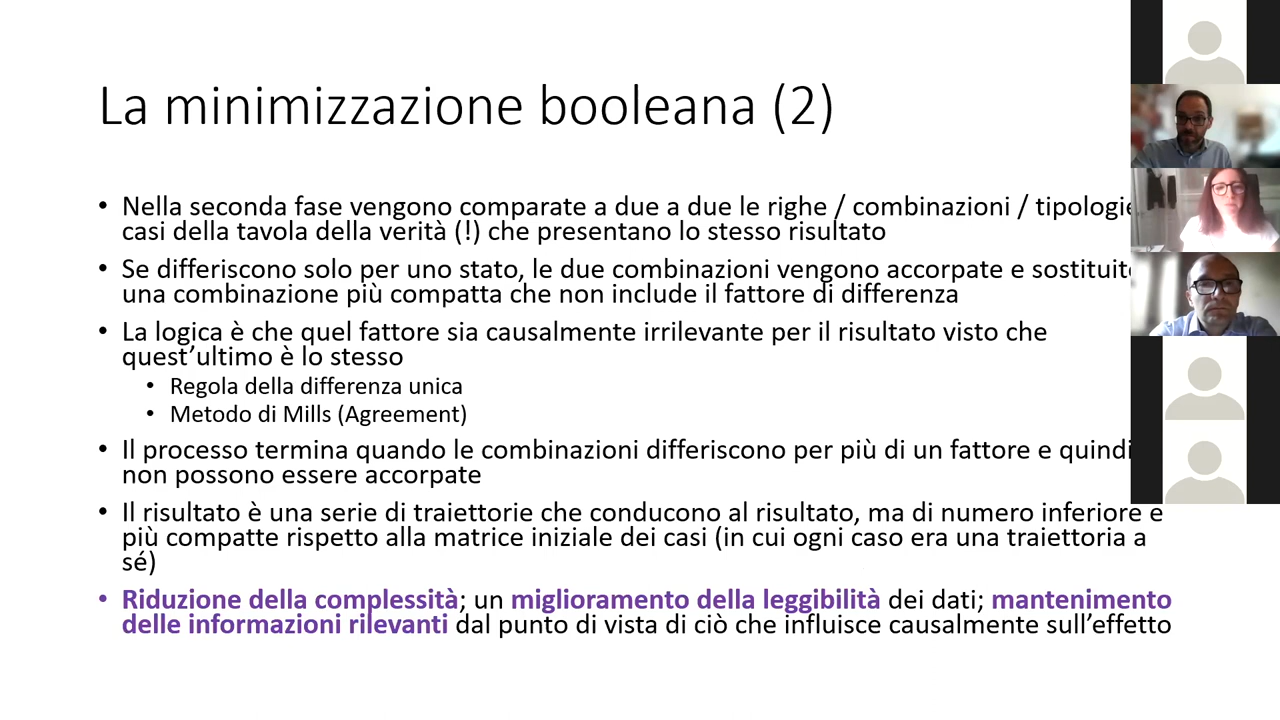 La minimizzazione booleana (2)
• Nella seconda fase vengono comparate a due a due le righe / combinazioni / tipologie
casi della tavola della verità (!) che presentano lo stesso risultato
• Se differiscono solo per uno stato, le due combinazioni vengono accorpate e
una combinazione più compatta che non include il fattore di differenza
• La logica è che quel fattore sia causalmente irrilevante per il risultato visto che
quest’ultimo è lo stesso
• Regola della differenza unica
• Metodo di Mills (Agreement)
• Il processo termina quando le combinazioni differiscono per più di un fattore e quindi
non possono essere accorpate
• Il risultato è una serie di traiettorie che conducono al risultato, ma di numero inferiore e
più compatte rispetto alla matrice iniziale dei casi (in cui ogni caso era una traiettoria a
sé)
• Riduzione della complessità; un miglioramento della leggibilità dei dati; mantenimento
delle informazioni rilevanti dal punto di vista di ciò che influisce causalmente sull’effetto